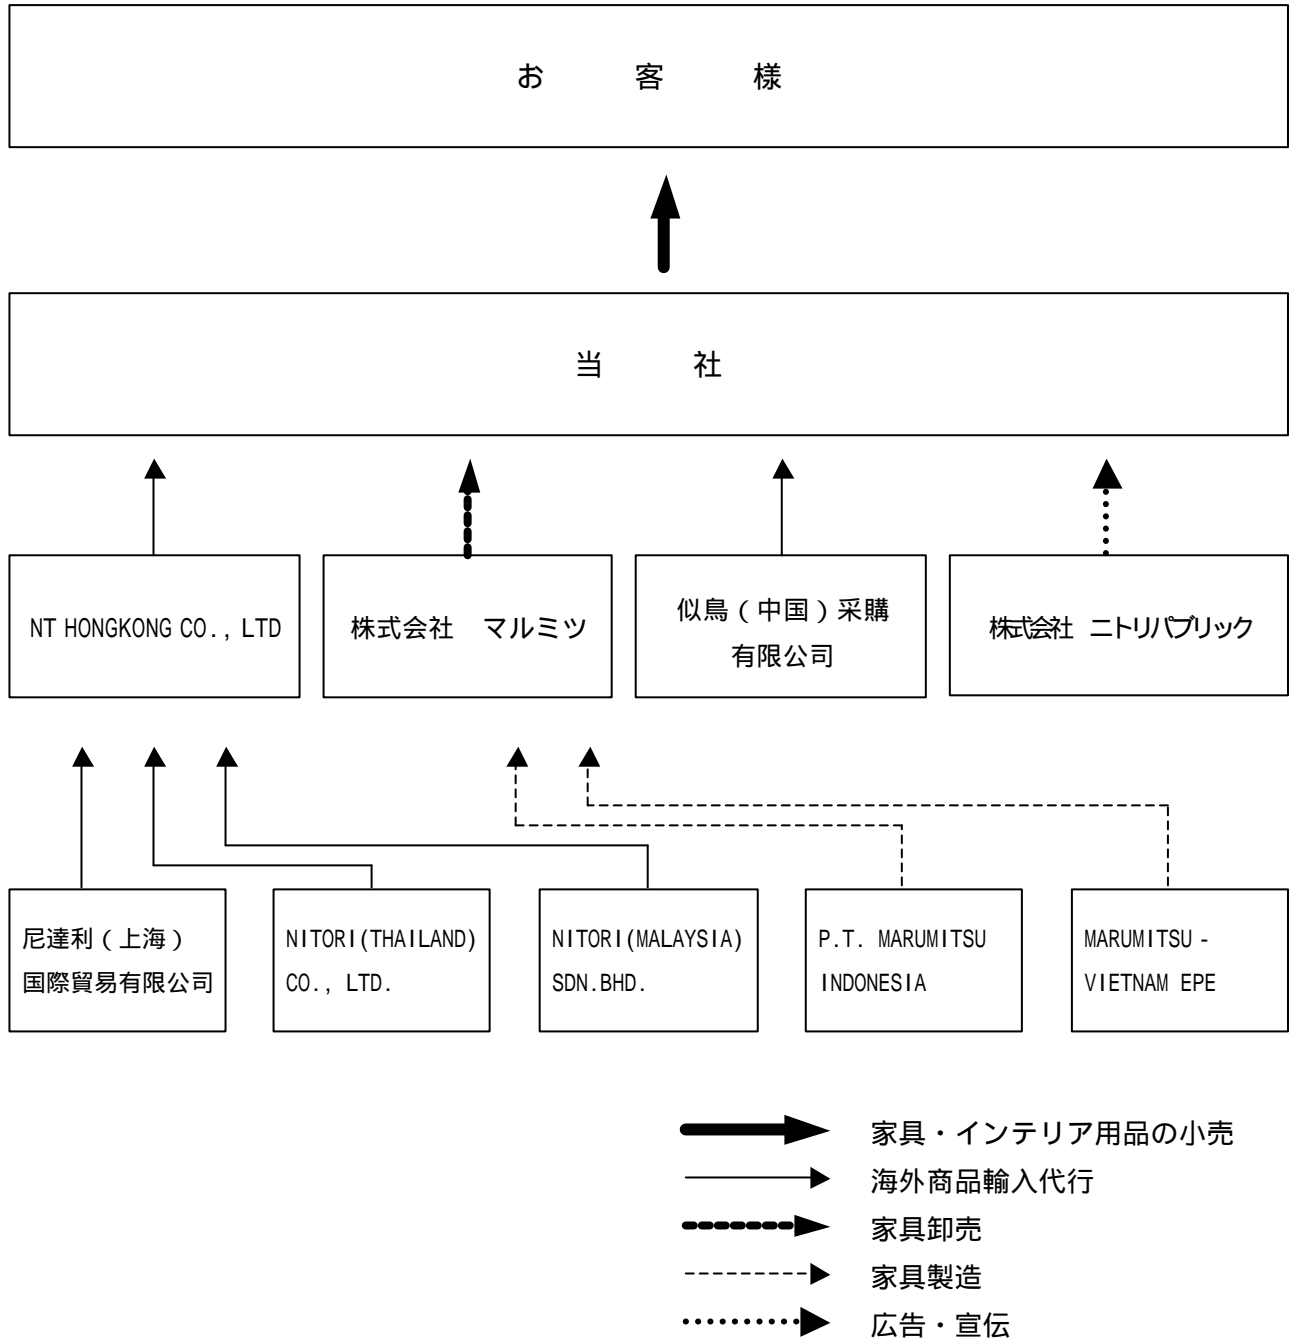 お客様
当社
NT HONGKONG CO., LTD
株式会社 マルミツ
似鳥（中国）采購
有限公司
株式会社 ニトリパブリック
尼達利（上海）
国際貿易有限公司
NITORI(THAILAND)
CO., LTD.
NITORI(MALAYSIA)
SDN.BHD.
P.T. MARUMITSU
INDONESIA
MARUMITSU -
VIETNAM EPE
家具・インテリア用品の小売
海外商品輸入代行
家具卸売
家具製造
広告・宣伝